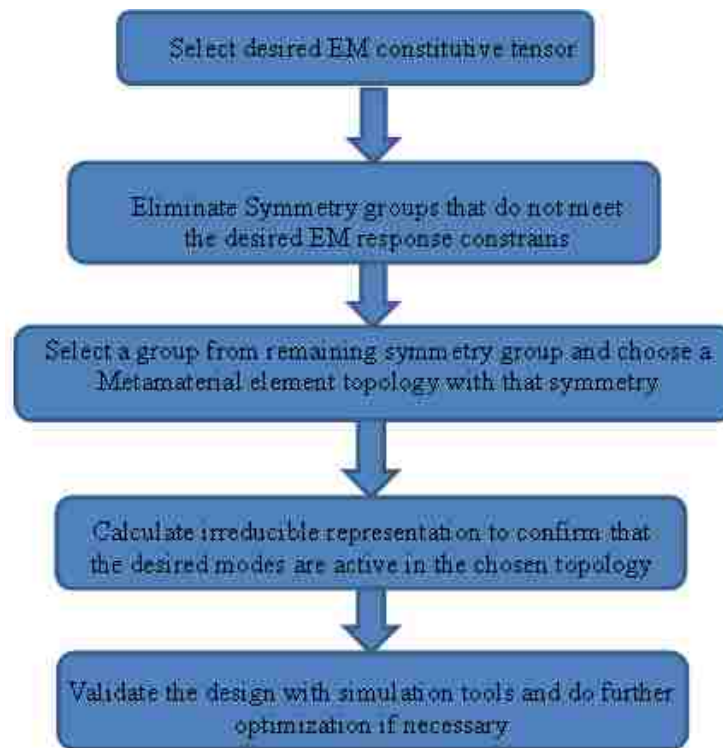 Select desired EM constitutive tensor
Eliminate Symmetry groups that do not meet
the desired EM response constrains
Select a group from remaining symmetry group and choose a
Metamaterial element topology with that symmetry
Calculate irreducible representation to confirm that
the desired modes are active in the chosen topology
Validate the design with simulation tools and do further
optimization if necessary